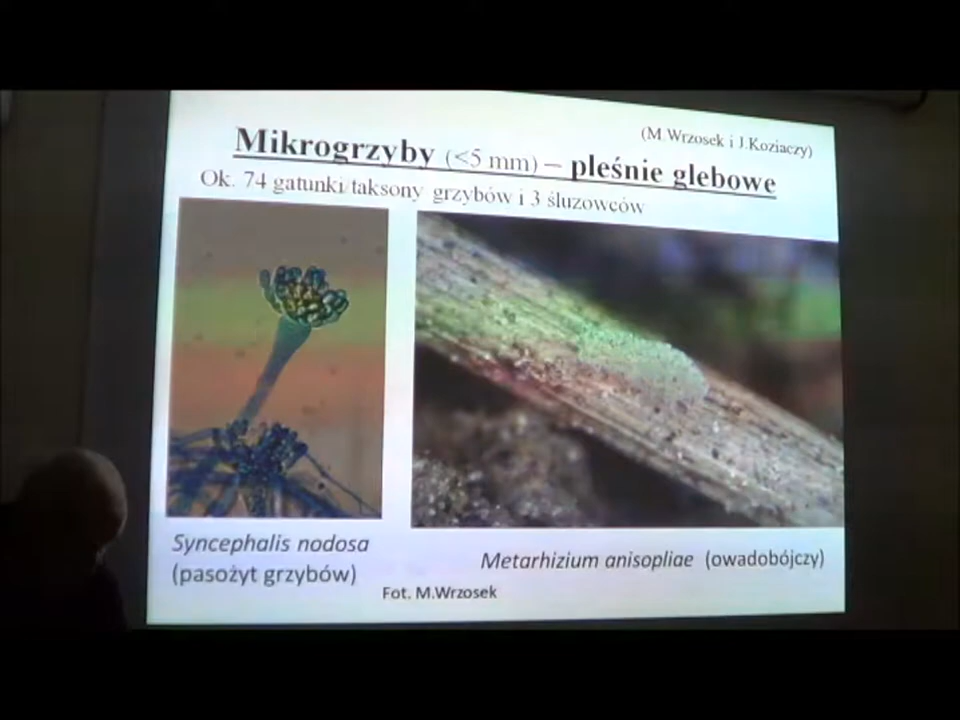 (M.Wrzosek i J.Koziaczy)
Mikrogrzyby (<5 mm) – pleśnie glebowe
Ok. 74 gatunki/taksony grzybów i 3 śluzowców
Syncephalis nodosa
(pasożyt grzybów)
Metarhizium anisopliae (owadobójczy)
Fot. M.Wrzosek